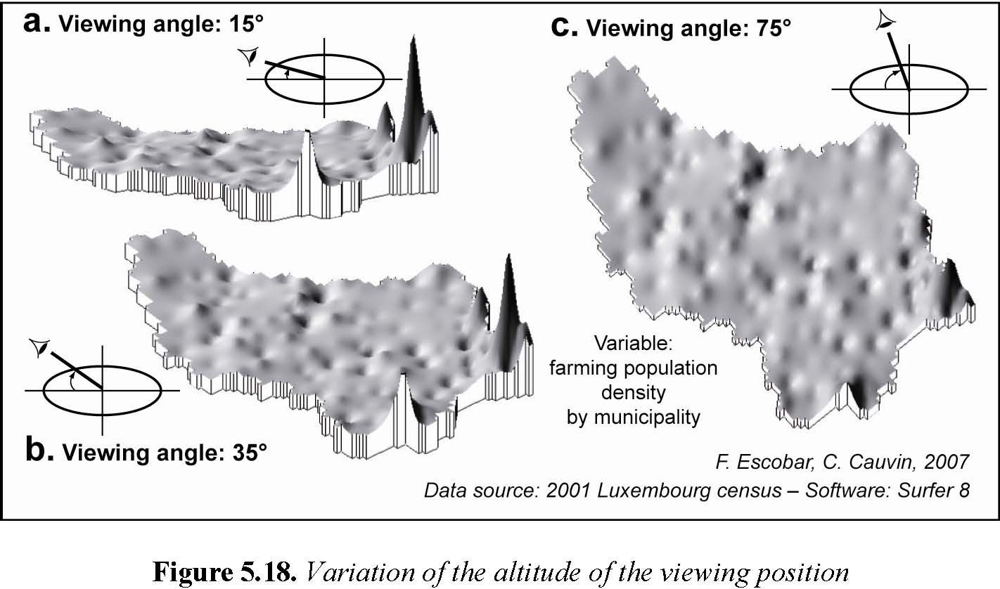 a. Viewing angle: 15°
c. Viewing angle: 75°
Variable:
farming population
density
by municipality
b. Viewing angle: 35°
F. Escobar, C. Cauvin, 2007
Data source: 2001 Luxembourg census – Software: Surfer 8
Figure 5.18. Variation of the altitude of the viewing position